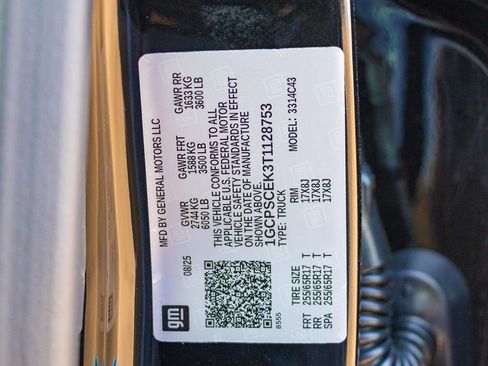 MFD BY GENERAL MOTORS LLC
08/25
GVWR GAWR FRT GAWR RR
2744 KG 1588 KG 1633 KG
6050 LB 3500 LB 3600 LB
THIS VEHICLE CONFORMS TO ALL
APPLICABLE U.S. FEDERAL MOTOR
VEHICLE SAFETY STANDARDS IN EFFECT
ON THE DATE OF MANUFACTURE
SHOWN ABOVE.
1GCPSCEK3T1128753
TYPE: TRUCK MODEL: 3314C43
gm
8555
TIRE SIZE RIM
FRT 255/65R17 T 17X8J
RR 255/65R17 T 17X8J
SPA 255/65R17 T 17X8J